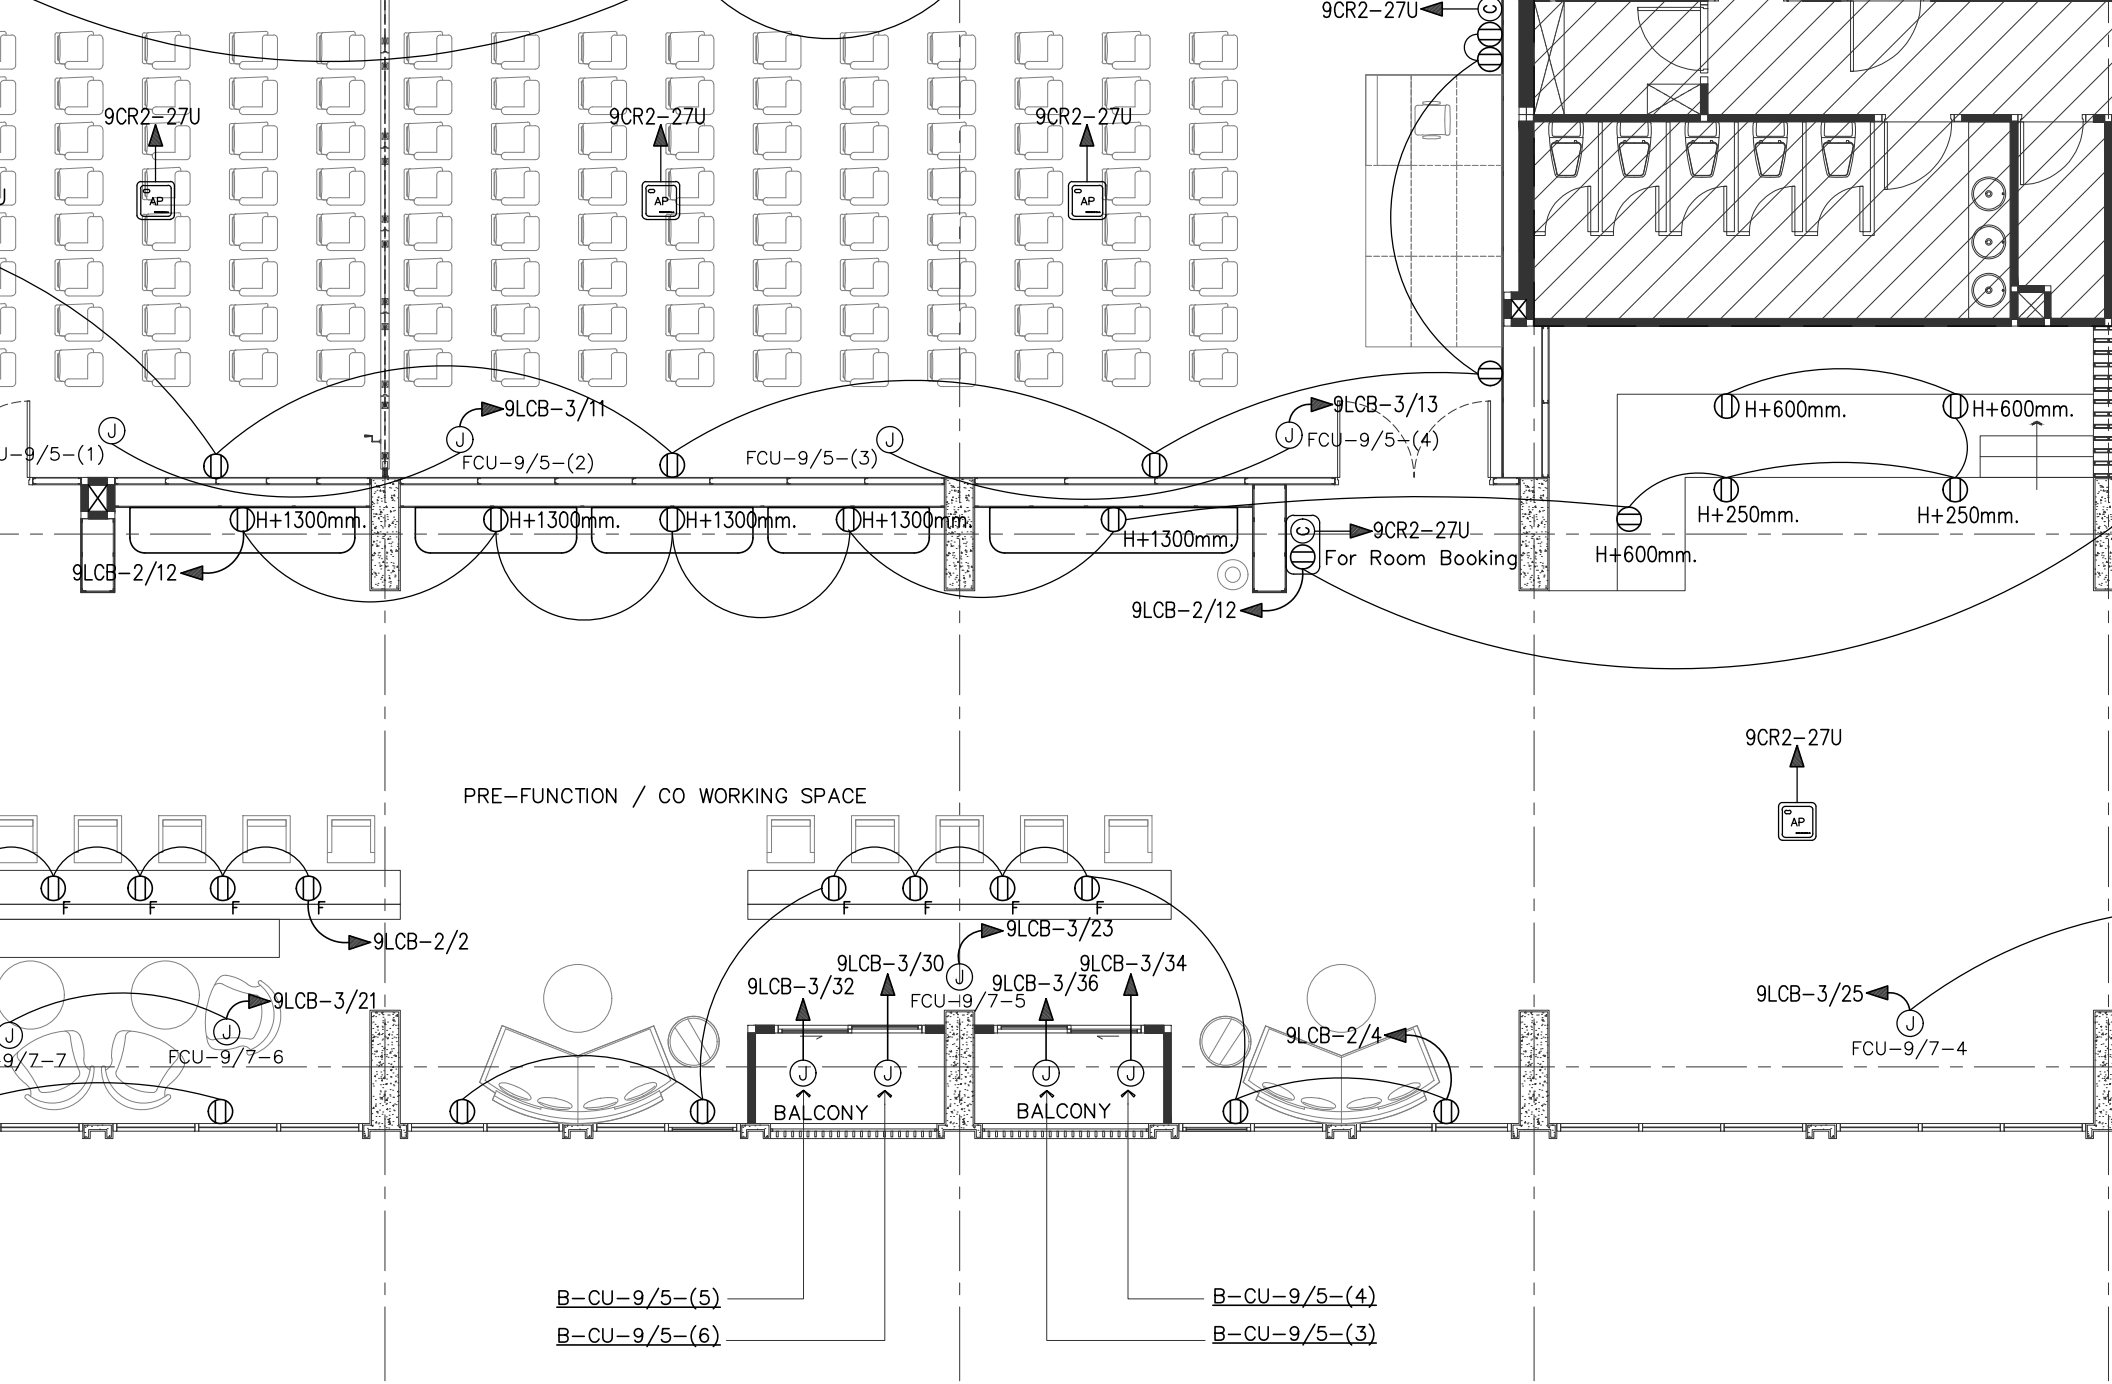 9CR2-27U
9CR2-27U
9CR2-27U
9CR2-27U
C
AP
AP
AP
U
9LCB-3/11
9LCB-3/13
H+600mm.
H+600mm.
J
J
J
J
U-9/5-(1)
FCU-9/5-(2)
FCU-9/5-(3)
FCU-9/5-(4)
H+1300mm.
H+1300mm.
H+1300mm.
H+1300mm.
H+1300mm.
H+250mm.
H+250mm.
C
9CR2-27U
For Room Booking
H+600mm.
9LCB-2/12
9LCB-2/12
9CR2-27U
AP
PRE-FUNCTION / CO WORKING SPACE
F
F
F
F
F
F
F
F
9LCB-2/2
9LCB-3/23
9LCB-3/30
9LCB-3/34
9LCB-3/32
9LCB-3/36
J
FCU-9/7-5
9LCB-3/21
9LCB-3/25
J
J
J
-9/7-7
FCU-9/7-6
9LCB-2/4
FCU-9/7-4
J
J
J
J
BALCONY
BALCONY
B-CU-9/5-(5)
B-CU-9/5-(4)
B-CU-9/5-(6)
B-CU-9/5-(3)